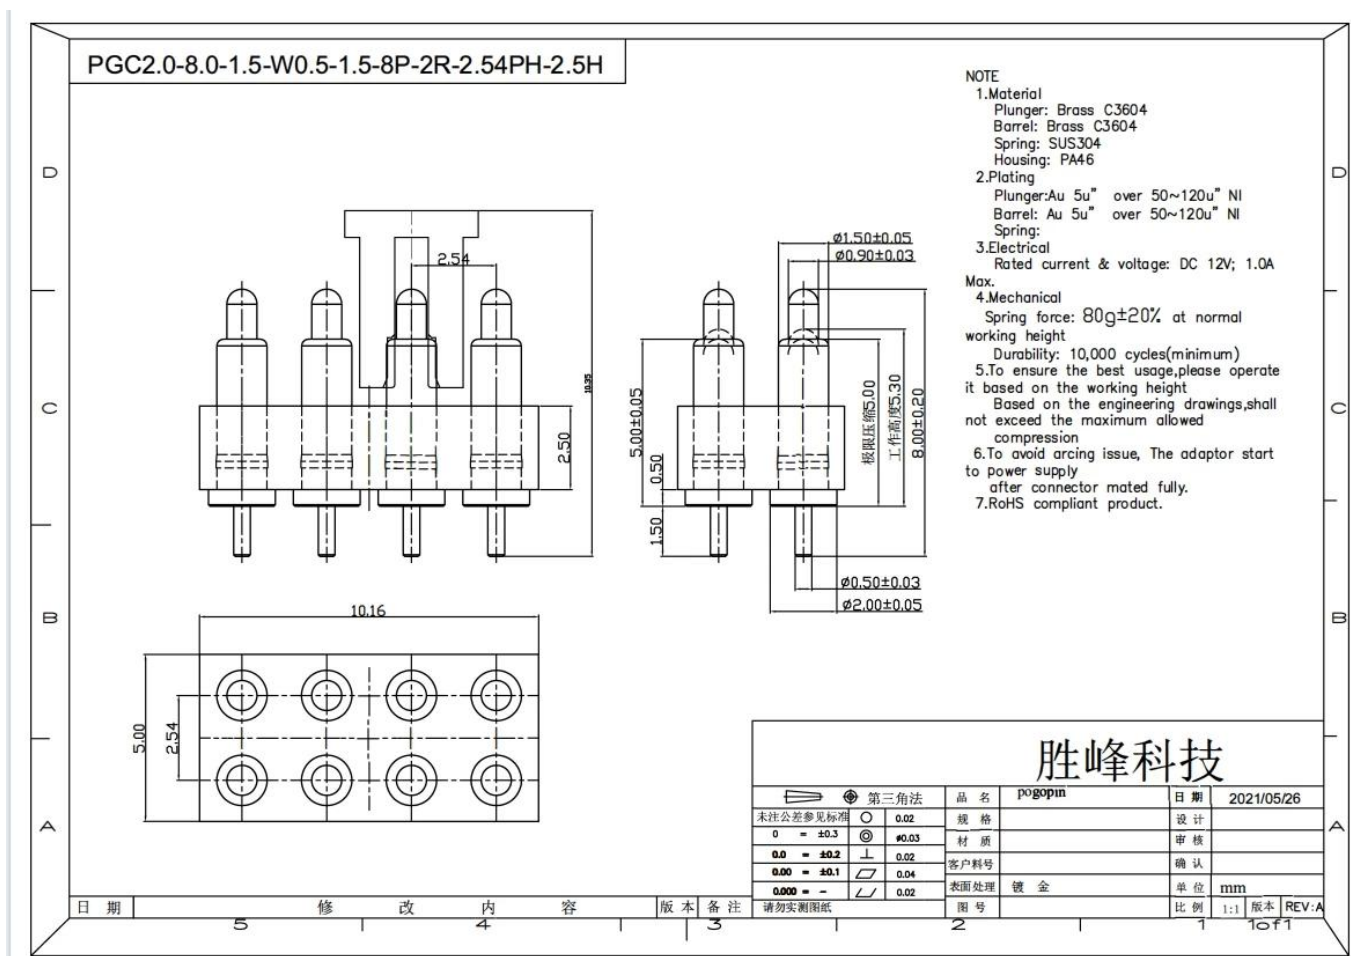 PGC2.0-8.0-1.5-W0.5-1.5-8P-2R-2.54PH-2.5H
NOTE
1.Material
Plunger: Brass C3604
Barrel: Brass C3604
Spring: SUS304
Housing: PA46
2.Plating
Plunger:Au 5u" over 50~120u" NI
Barrel: Au 5u" over 50~120u" NI
Spring:
3.Electrical
Rated current & voltage: DC 12V; 1.0A
Max.
4.Mechanical
Spring force: 80g±20% at normal
working height
Durability: 10,000 cycles(minimum)
5.To ensure the best usage,please operate
it based on the working height
Based on the engineering drawings,shall
not exceed the maximum allowed
compression
6.To avoid arcing issue, The adaptor start
to power supply
after connector mated fully.
7.RoHS compliant product.
D
D
C
C
B
B
A
A
2.54
10.35
2.50
ø1.50±0.05
ø0.90±0.03
5.00±0.05
0.50
1.50
极限压缩5.00
工作高度5.30
8.00±0.20
ø0.50±0.03
ø2.00±0.05
10.16
5.00
2.54
胜峰科技
第三角法
品 名 pogopin 日 期 2021/05/26
未注公差参见标准 0.02 规 格 设 计
0 = ±0.3 ø0.03 材 质 审 核
0.0 = ±0.2 0.02 客户料号 确 认
0.00 = ±0.1 0.04 表面处理 镀 金 单 位 mm
0.000 = - 0.02
请勿实测图纸 图 号 比 例 1:1 版本 REV:A
日 期 修 改 内 容 版 本 备 注
5 4 3 2 1 1of1